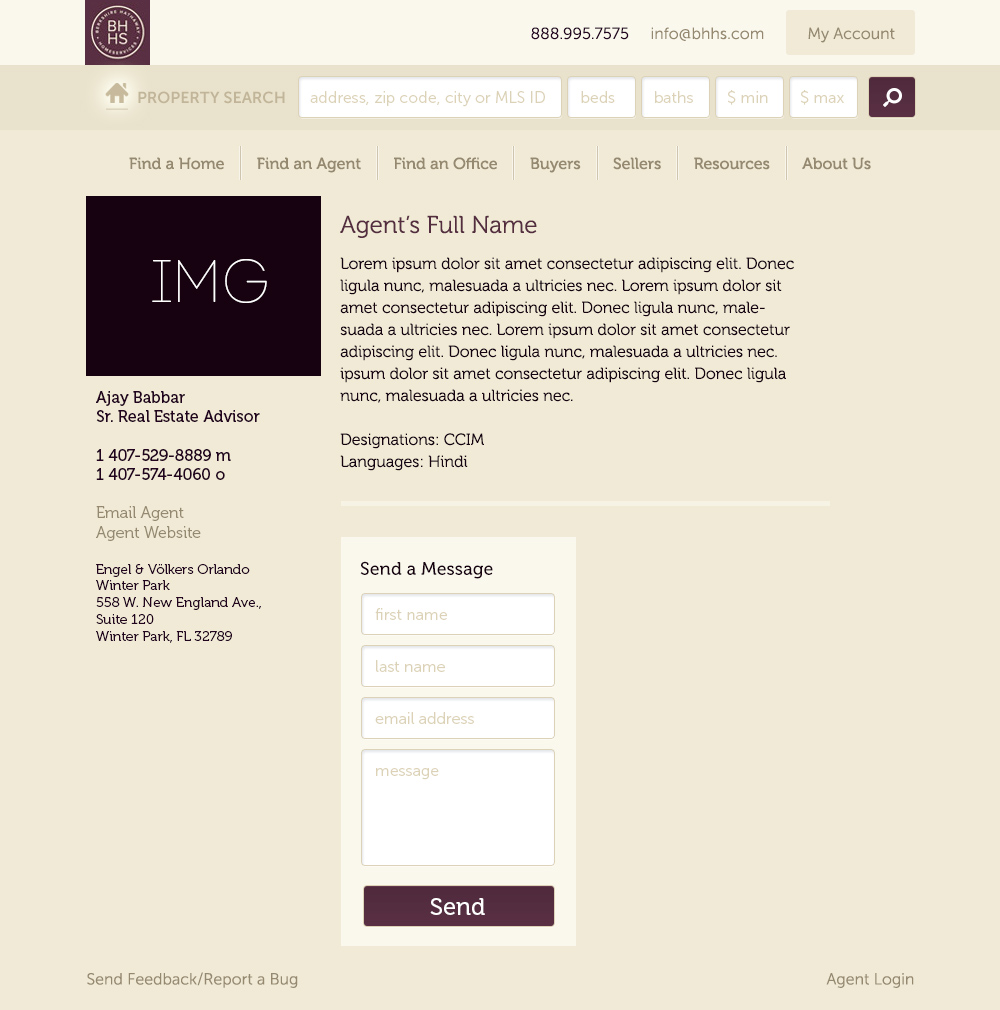 BERKSHIRE HATHAWAY
BH
HS
HOMESERVICES
888.995.7575 info@bhhs.com My Account
PROPERTY SEARCH address, zip code, city or MLS ID beds baths $ min $ max
Find a Home Find an Agent Find an Office Buyers Sellers Resources About Us
IMG
Ajay Babbar
Sr. Real Estate Advisor
1 407-529-8889 m
1 407-574-4060 o
Email Agent
Agent Website
Engel & Völkers Orlando
Winter Park
558 W. New England Ave.,
Suite 120
Winter Park, FL 32789
Agent’s Full Name
Lorem ipsum dolor sit amet consectetur adipiscing elit. Donec
ligula nunc, malesuada a ultricies nec. Lorem ipsum dolor sit
amet consectetur adipiscing elit. Donec ligula nunc, male-
suada a ultricies nec. Lorem ipsum dolor sit amet consectetur
adipiscing elit. Donec ligula nunc, malesuada a ultricies nec.
ipsum dolor sit amet consectetur adipiscing elit. Donec ligula
nunc, malesuada a ultricies nec.
Designations: CCIM
Languages: Hindi
Send a Message
first name
last name
email address
message
Send
Send Feedback/Report a Bug Agent Login